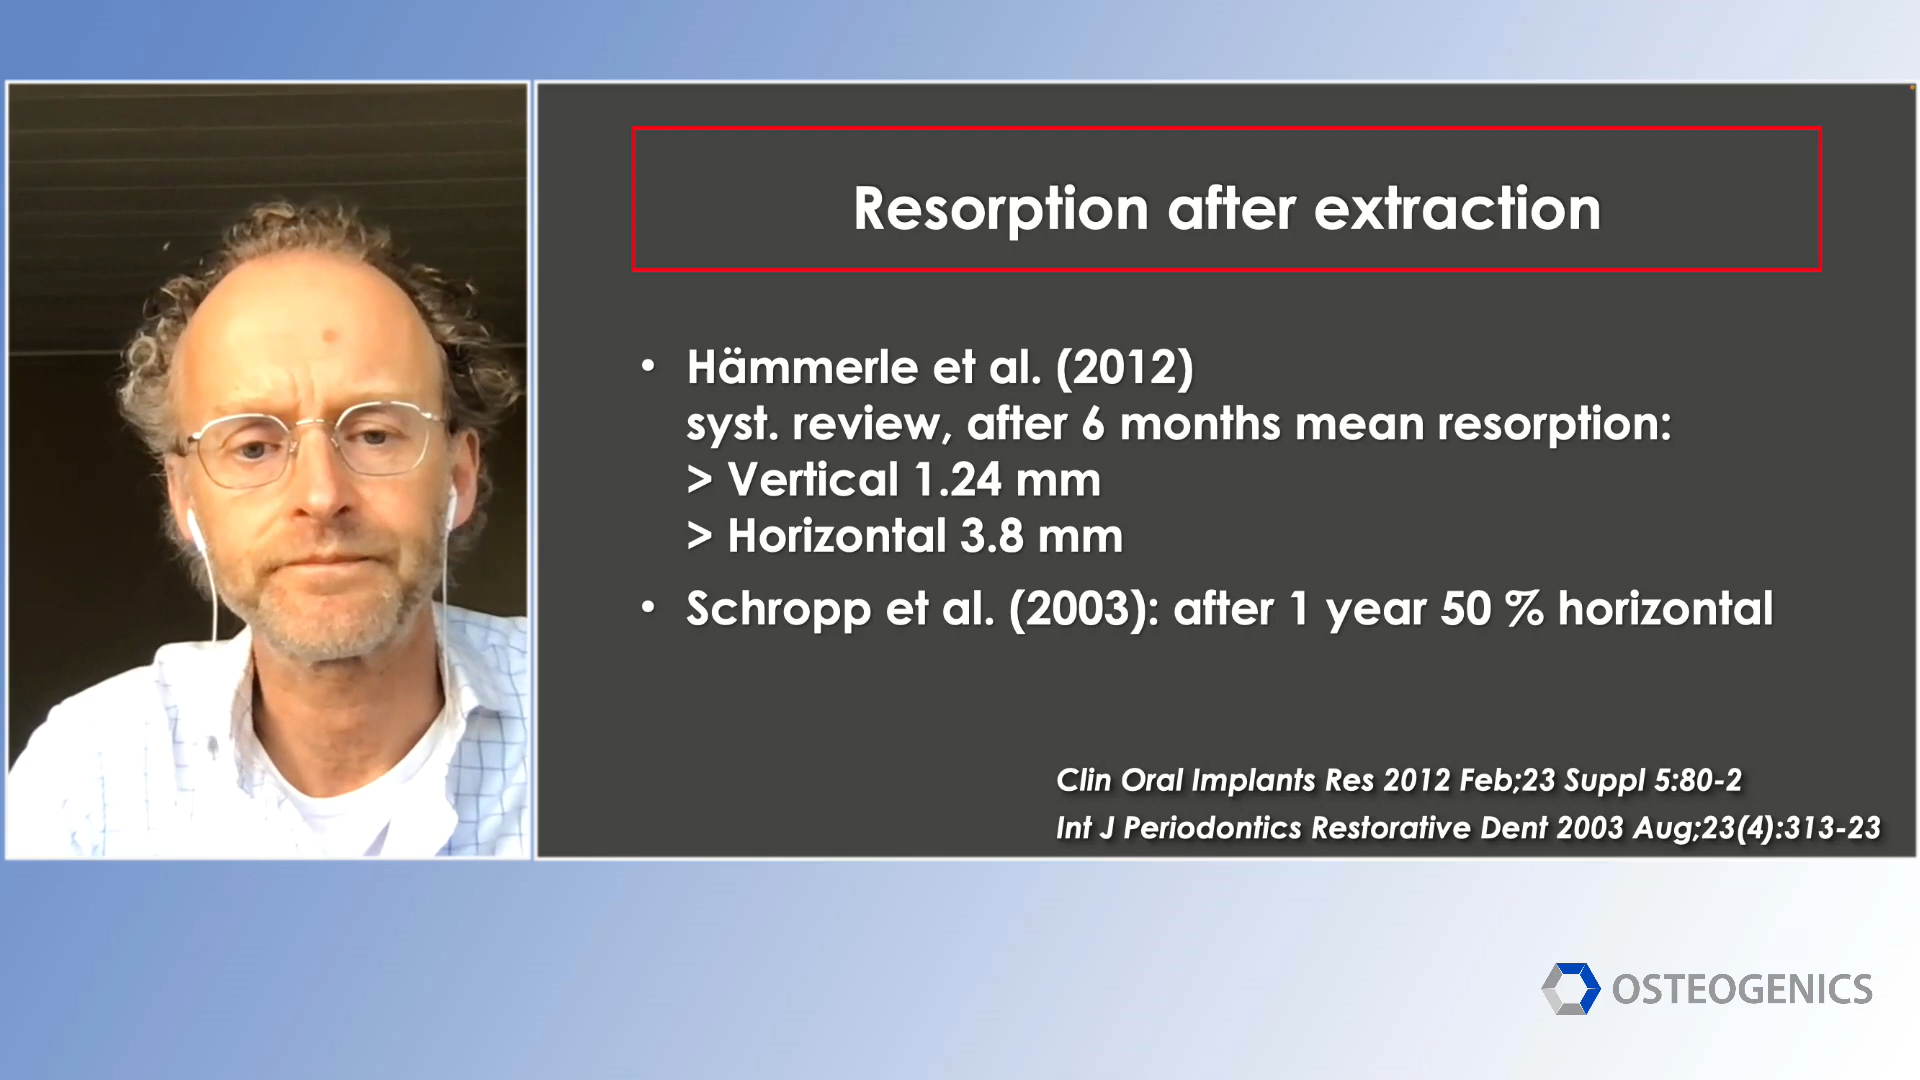 Resorption after extraction
• Hämmerle et al. (2012)
syst. review, after 6 months mean resorption:
> Vertical 1.24 mm
> Horizontal 3.8 mm
• Schropp et al. (2003): after 1 year 50 % horizontal
Clin Oral Implants Res 2012 Feb;23 Suppl 5:80-2
Int J Periodontics Restorative Dent 2003 Aug;23(4):313-23
OSTEOGENICS